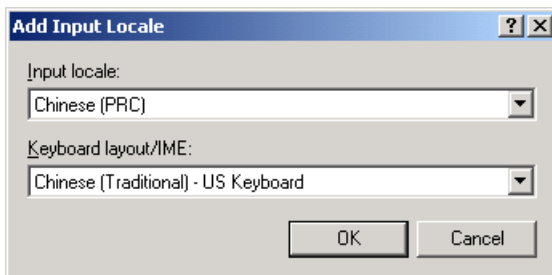 Add Input Locale
Input locale:
Chinese (PRC)
Keyboard layout/IME:
Chinese (Traditional) - US Keyboard
OK Cancel